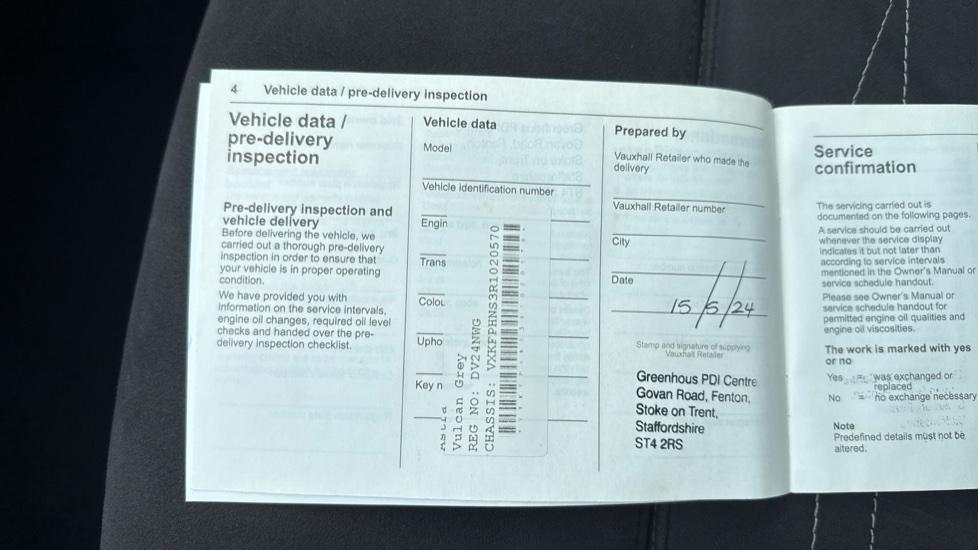 4 Vehicle data / pre-delivery inspection
Vehicle data /
pre-delivery
inspection
Pre-delivery inspection and
vehicle delivery
Before delivering the vehicle, we
carried out a thorough pre-delivery
inspection in order to ensure that
your vehicle is in proper operating
condition.
We have provided you with
information on the service intervals,
engine oil changes, required oil level
checks and handed over the pre-
delivery inspection checklist.
Vehicle data
Model
Vehicle identification number
Engin
Trans
Colou
Upho
Key n
Vulcan Grey
REG NO: DV24NWG
CHASSIS: VXKFPHNS3R1020570
Prepared by
Vauxhall Retailer who made the
delivery
Vauxhall Retailer number
City
Date
15/5/24
Stamp and signature of supplying
Vauxhall Retailer
Greenhous PDI Centre
Govan Road, Fenton,
Stoke on Trent,
Staffordshire
ST4 2RS
Service
confirmation
The servicing carried out is
documented on the following pages.
A service should be carried out
whenever the service display
indicates it but not later than
according to service intervals
mentioned in the Owner's Manual or
service schedule handout.
Please see Owner's Manual or
service schedule handout for
permitted engine oil qualities and
engine oil viscosities.
The work is marked with yes
or no
Yes = was exchanged or
replaced
No = no exchange necessary
Note
Predefined details must not be
altered.